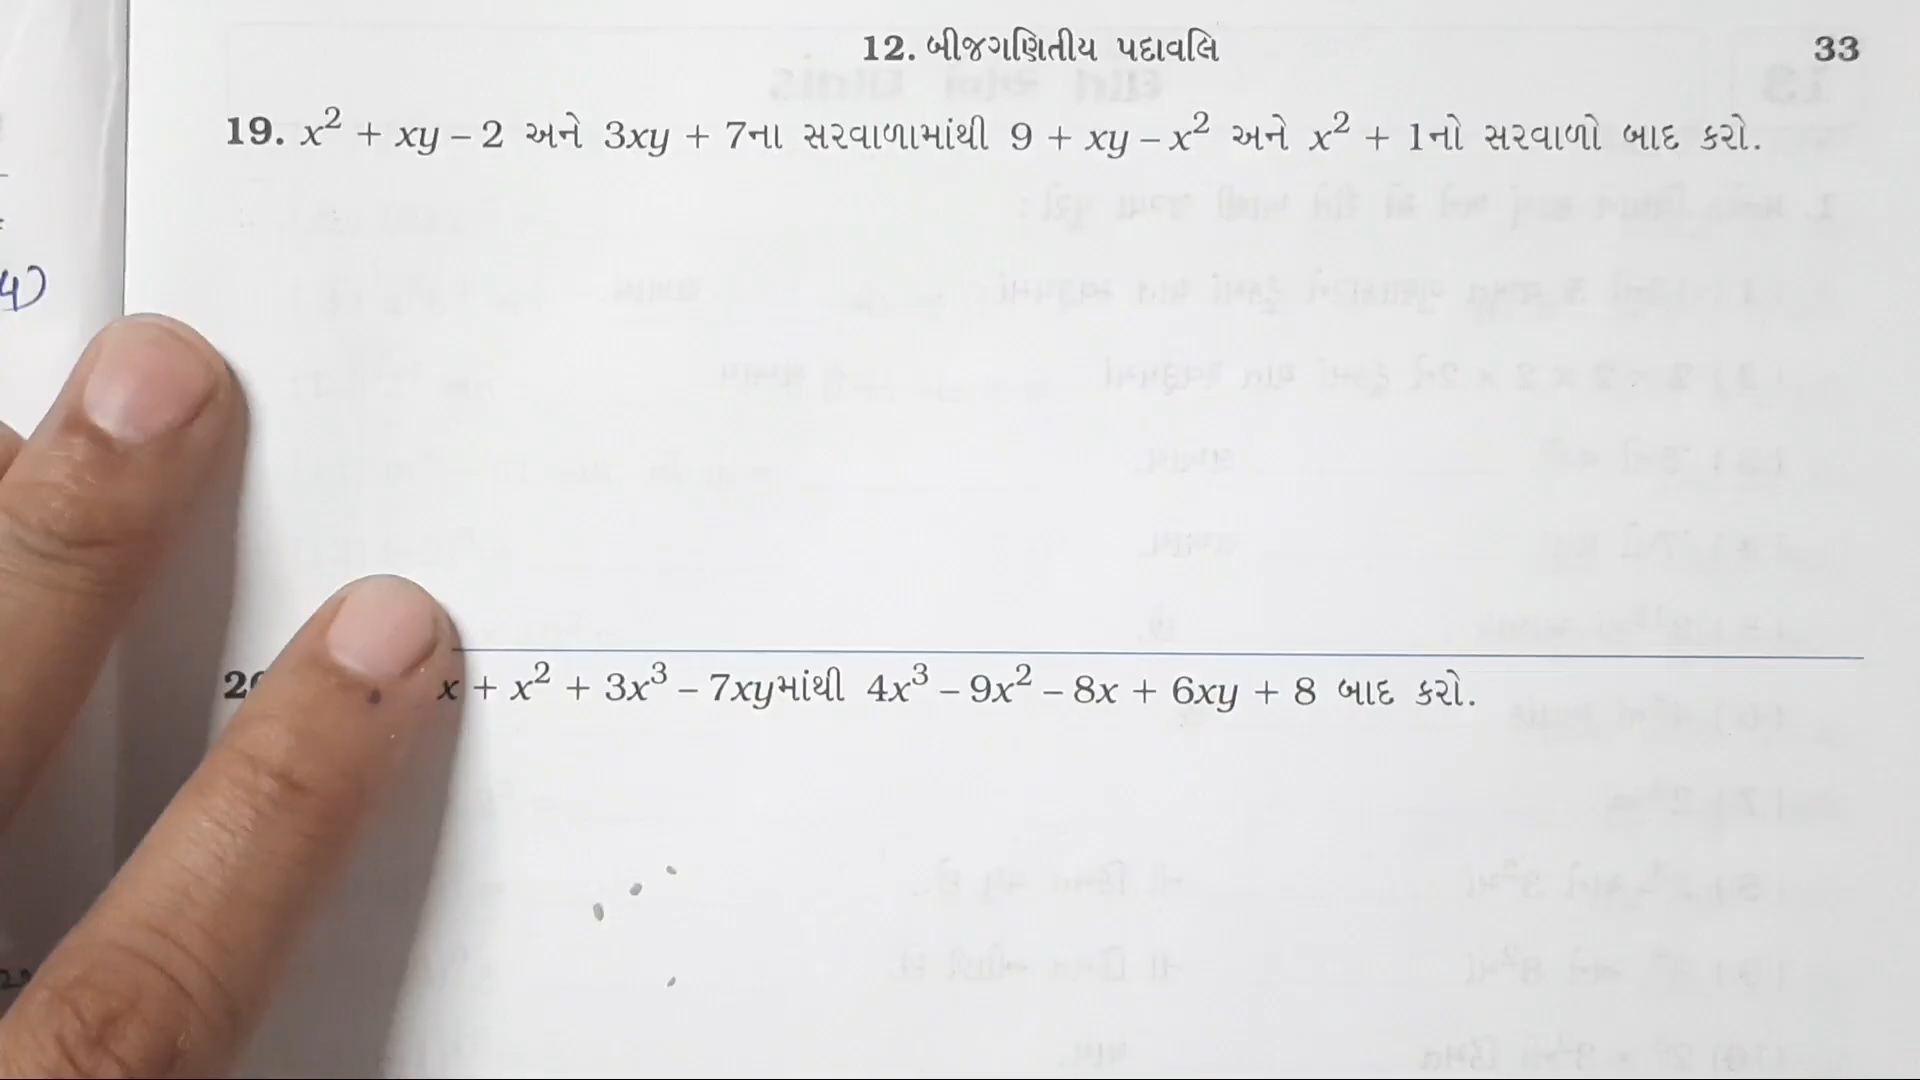 12. બીજગણિતીય પદાવલિ 33
19. x² + xy – 2 અને 3xy + 7ના સરવાળામાંથી 9 + xy – x² અને x² + 1નો સરવાળો બાદ કરો.
x + x² + 3x³ – 7xyમાંથી 4x³ – 9x² – 8x + 6xy + 8 બાદ કરો.